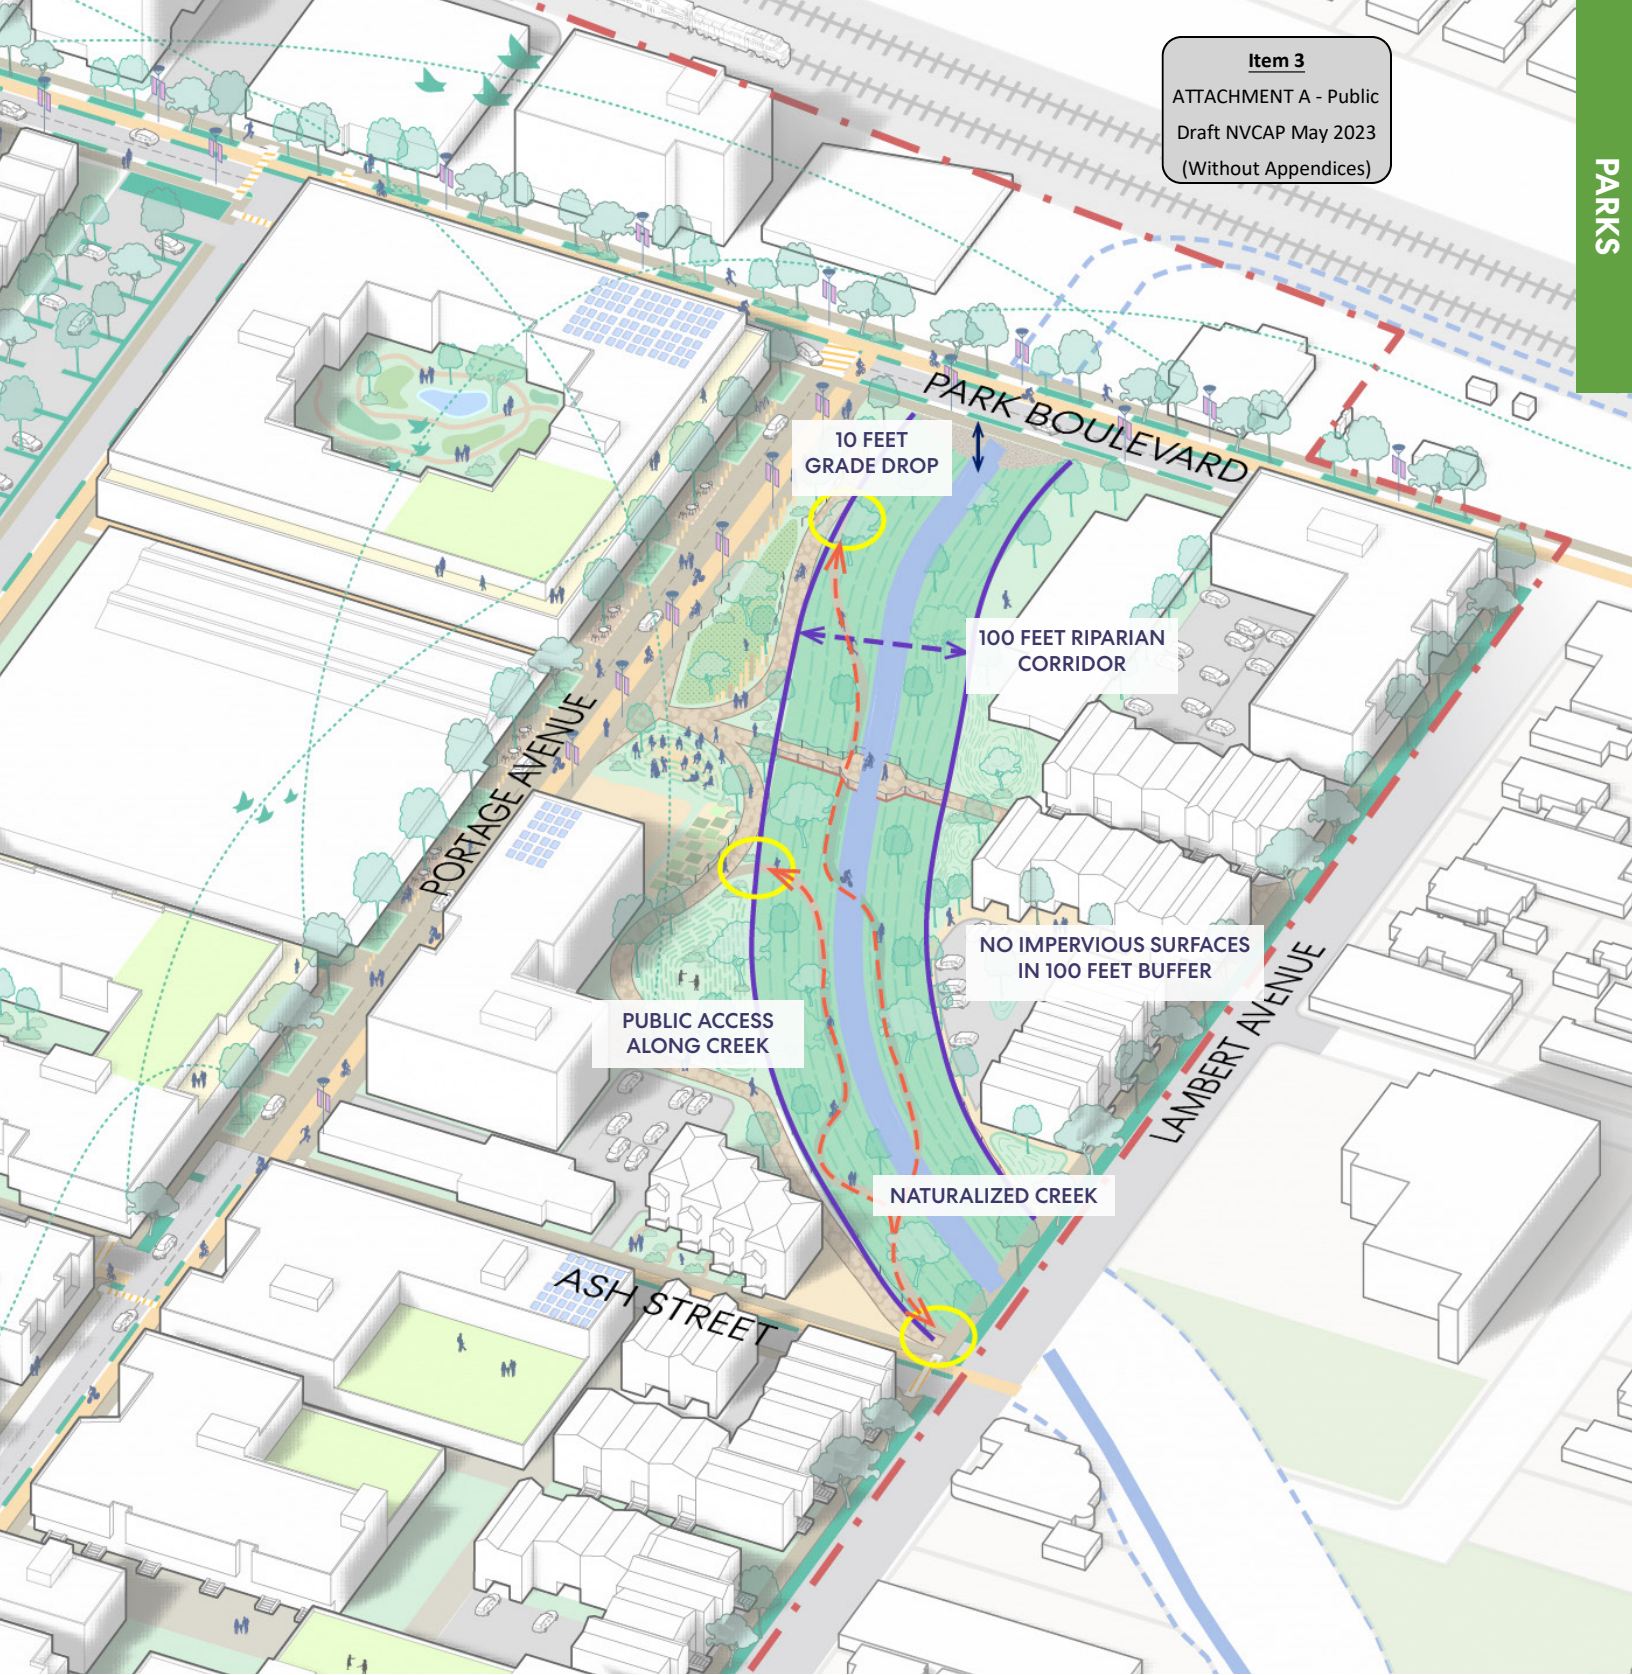 Item 3
ATTACHMENT A - Public
Draft NVCAP May 2023
(Without Appendices)
PARKS
PARK BOULEVARD
10 FEET
GRADE DROP
100 FEET RIPARIAN
CORRIDOR
PORTAGE AVENUE
NO IMPERVIOUS SURFACES
IN 100 FEET BUFFER
PUBLIC ACCESS
ALONG CREEK
LAMBERT AVENUE
NATURALIZED CREEK
ASH STREET